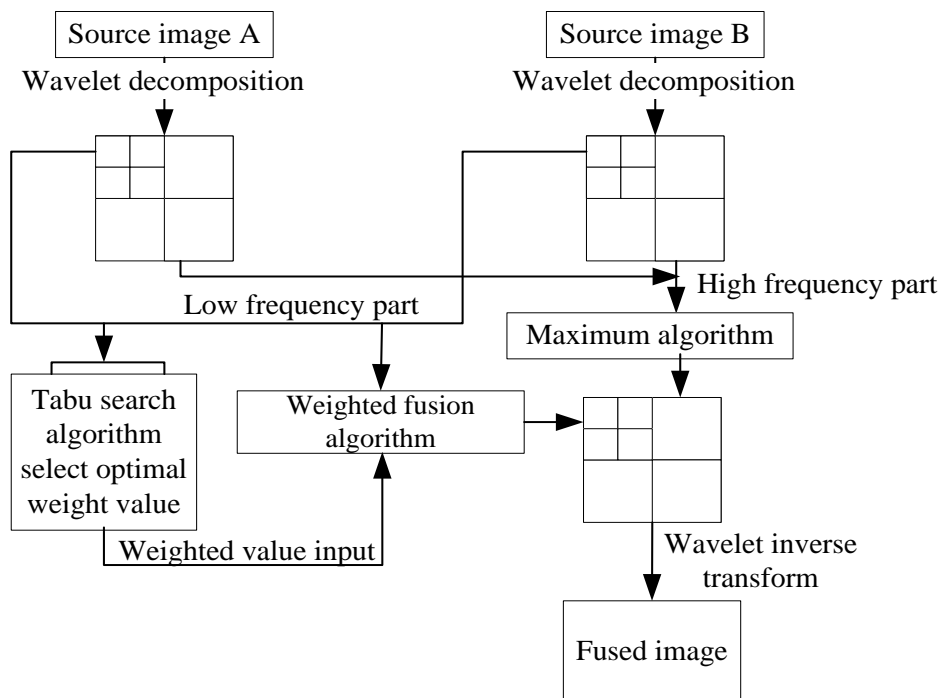 Source image A
Source image B
Wavelet decomposition
Wavelet decomposition
Low frequency part
High frequency part
Maximum algorithm
Tabu search
algorithm
select optimal
weight value
Weighted fusion
algorithm
Weighted value input
Wavelet inverse
transform
Fused image